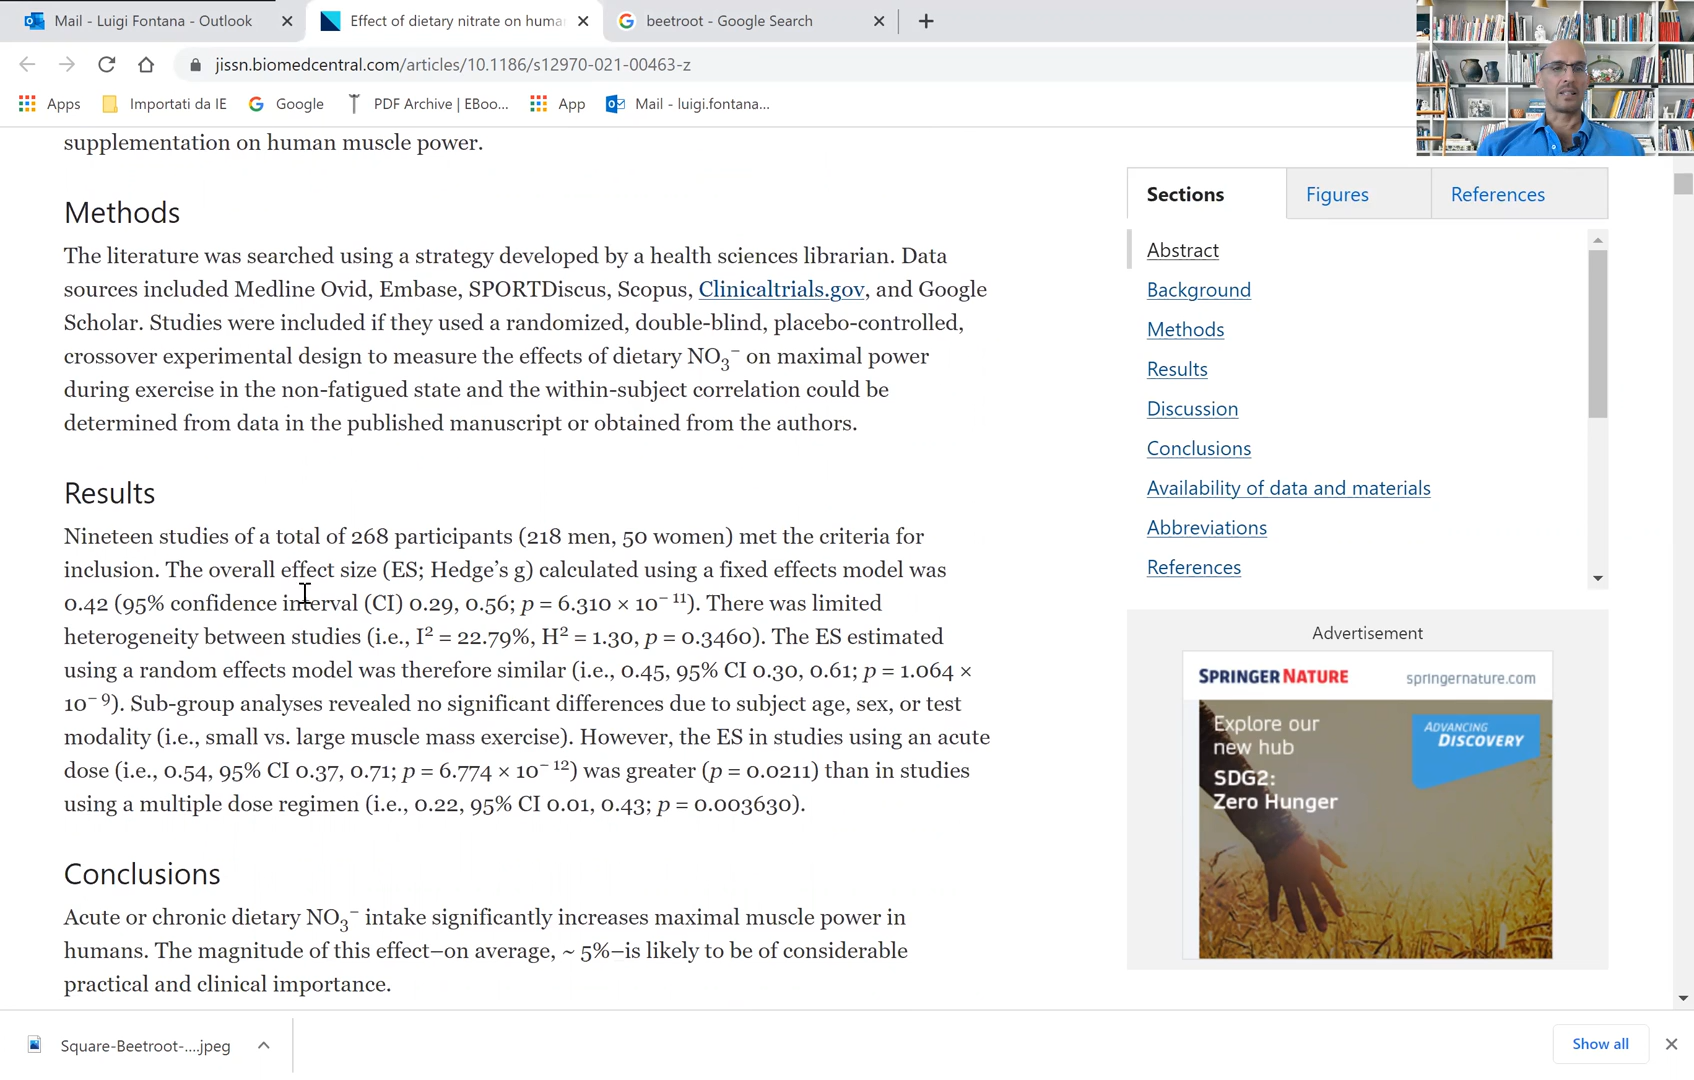 Mail - Luigi Fontana - Outlook
Effect of dietary nitrate on huma
beetroot - Google Search
jissn.biomedcentral.com/articles/10.1186/s12970-021-00463-z
Apps
Importati da IE
Google
PDF Archive | EBoo...
App
Mail - luigi.fontana...
supplementation on human muscle power.
Methods
The literature was searched using a strategy developed by a health sciences librarian. Data
sources included Medline Ovid, Embase, SPORTDiscus, Scopus, Clinicaltrials.gov, and Google
Scholar. Studies were included if they used a randomized, double-blind, placebo-controlled,
crossover experimental design to measure the effects of dietary NO₃⁻ on maximal power
during exercise in the non-fatigued state and the within-subject correlation could be
determined from data in the published manuscript or obtained from the authors.
Results
Nineteen studies of a total of 268 participants (218 men, 50 women) met the criteria for
inclusion. The overall effect size (ES; Hedge's g) calculated using a fixed effects model was
0.42 (95% confidence interval (CI) 0.29, 0.56; p = 6.310 × 10⁻ ¹¹). There was limited
heterogeneity between studies (i.e., I² = 22.79%, H² = 1.30, p = 0.3460). The ES estimated
using a random effects model was therefore similar (i.e., 0.45, 95% CI 0.30, 0.61; p = 1.064 ×
10⁻ ⁹). Sub-group analyses revealed no significant differences due to subject age, sex, or test
modality (i.e., small vs. large muscle mass exercise). However, the ES in studies using an acute
dose (i.e., 0.54, 95% CI 0.37, 0.71; p = 6.774 × 10⁻ ¹²) was greater (p = 0.0211) than in studies
using a multiple dose regimen (i.e., 0.22, 95% CI 0.01, 0.43; p = 0.003630).
Conclusions
Acute or chronic dietary NO₃⁻ intake significantly increases maximal muscle power in
humans. The magnitude of this effect–on average, ~ 5%–is likely to be of considerable
practical and clinical importance.
Sections
Figures
References
Abstract
Background
Methods
Results
Discussion
Conclusions
Availability of data and materials
Abbreviations
References
Advertisement
SPRINGER NATURE
springernature.com
Explore our
new hub
SDG2:
Zero Hunger
ADVANCING
DISCOVERY
Square-Beetroot-....jpeg
Show all